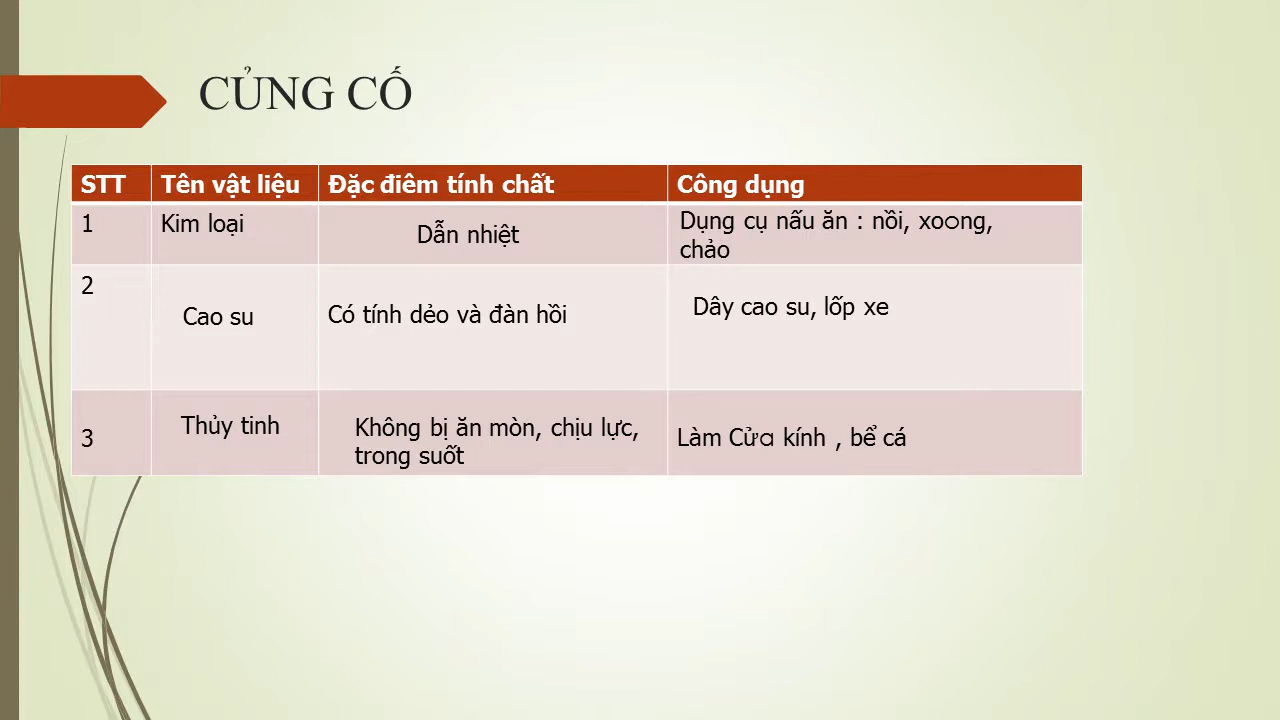 CỦNG CỐ
STT Tên vật liệu Đặc điêm tính chất Công dụng
1 Kim loại Dẫn nhiệt Dụng cụ nấu ăn : nồi, xoong,
chảo
2 Cao su Có tính dẻo và đàn hồi Dây cao su, lốp xe
3 Thủy tinh Không bị ăn mòn, chịu lực, Làm Cửa kính , bể cá
trong suốt